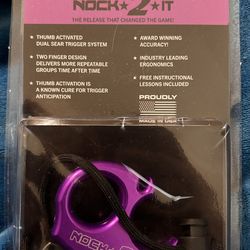 NOCK★2★IT
THE RELEASE THAT CHANGED THE GAME!
★ THUMB ACTIVATED
DUAL SEAR TRIGGER SYSTEM
★ TWO FINGER DESIGN
DELIVERS MORE REPEATABLE
GROUPS TIME AFTER TIME
★ THUMB ACTIVATION IS
A KNOWN CURE FOR TRIGGER
ANTICIPATION
★ AWARD WINNING
ACCURACY!
★ INDUSTRY LEADING
ERGONOMICS
★ FREE INSTRUCTIONAL
LESSONS INCLUDED
PROUDLY
MADE IN USA
NOCK 2